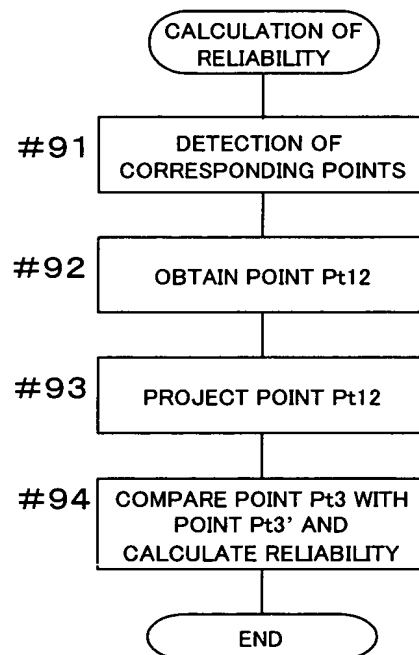 CALCULATION OF
RELIABILITY
#91
DETECTION OF
CORRESPONDING POINTS
#92
OBTAIN POINT Pt12
#93
PROJECT POINT Pt12
#94
COMPARE POINT Pt3 WITH
POINT Pt3' AND
CALCULATE RELIABILITY
END